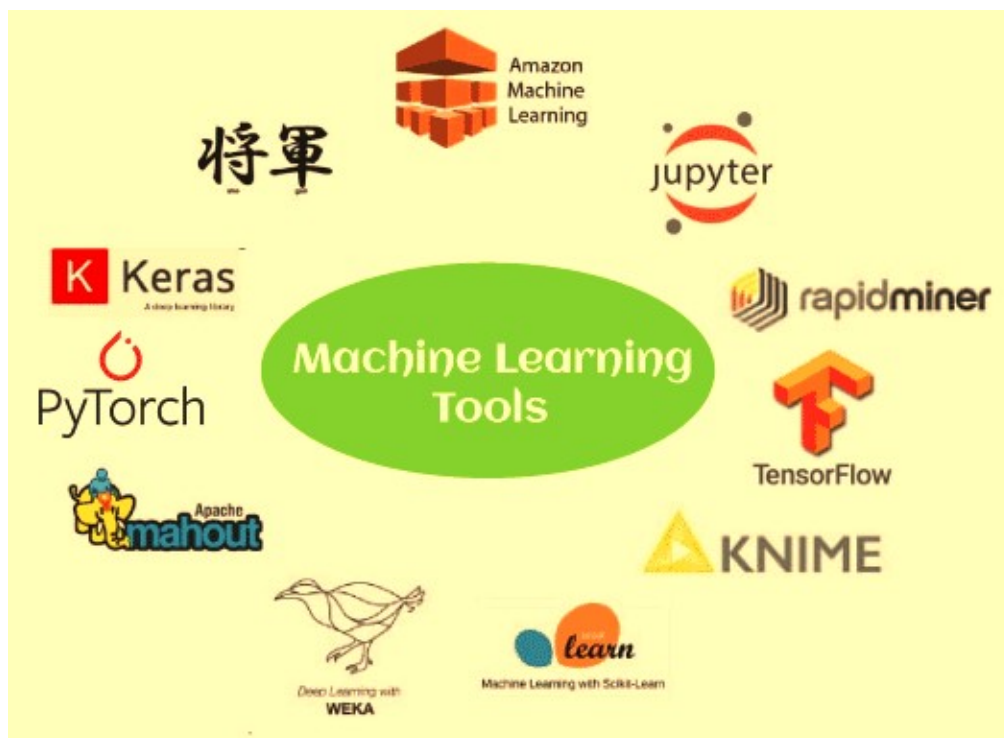 Amazon
Machine
Learning
将軍
jupyter
K Keras
A deep learning library
rapidminer
Machine Learning
Tools
PyTorch
TensorFlow
Apache
mahout
KNIME
learn
Machine Learning with Scikit-Learn
Deep Learning with
WEKA